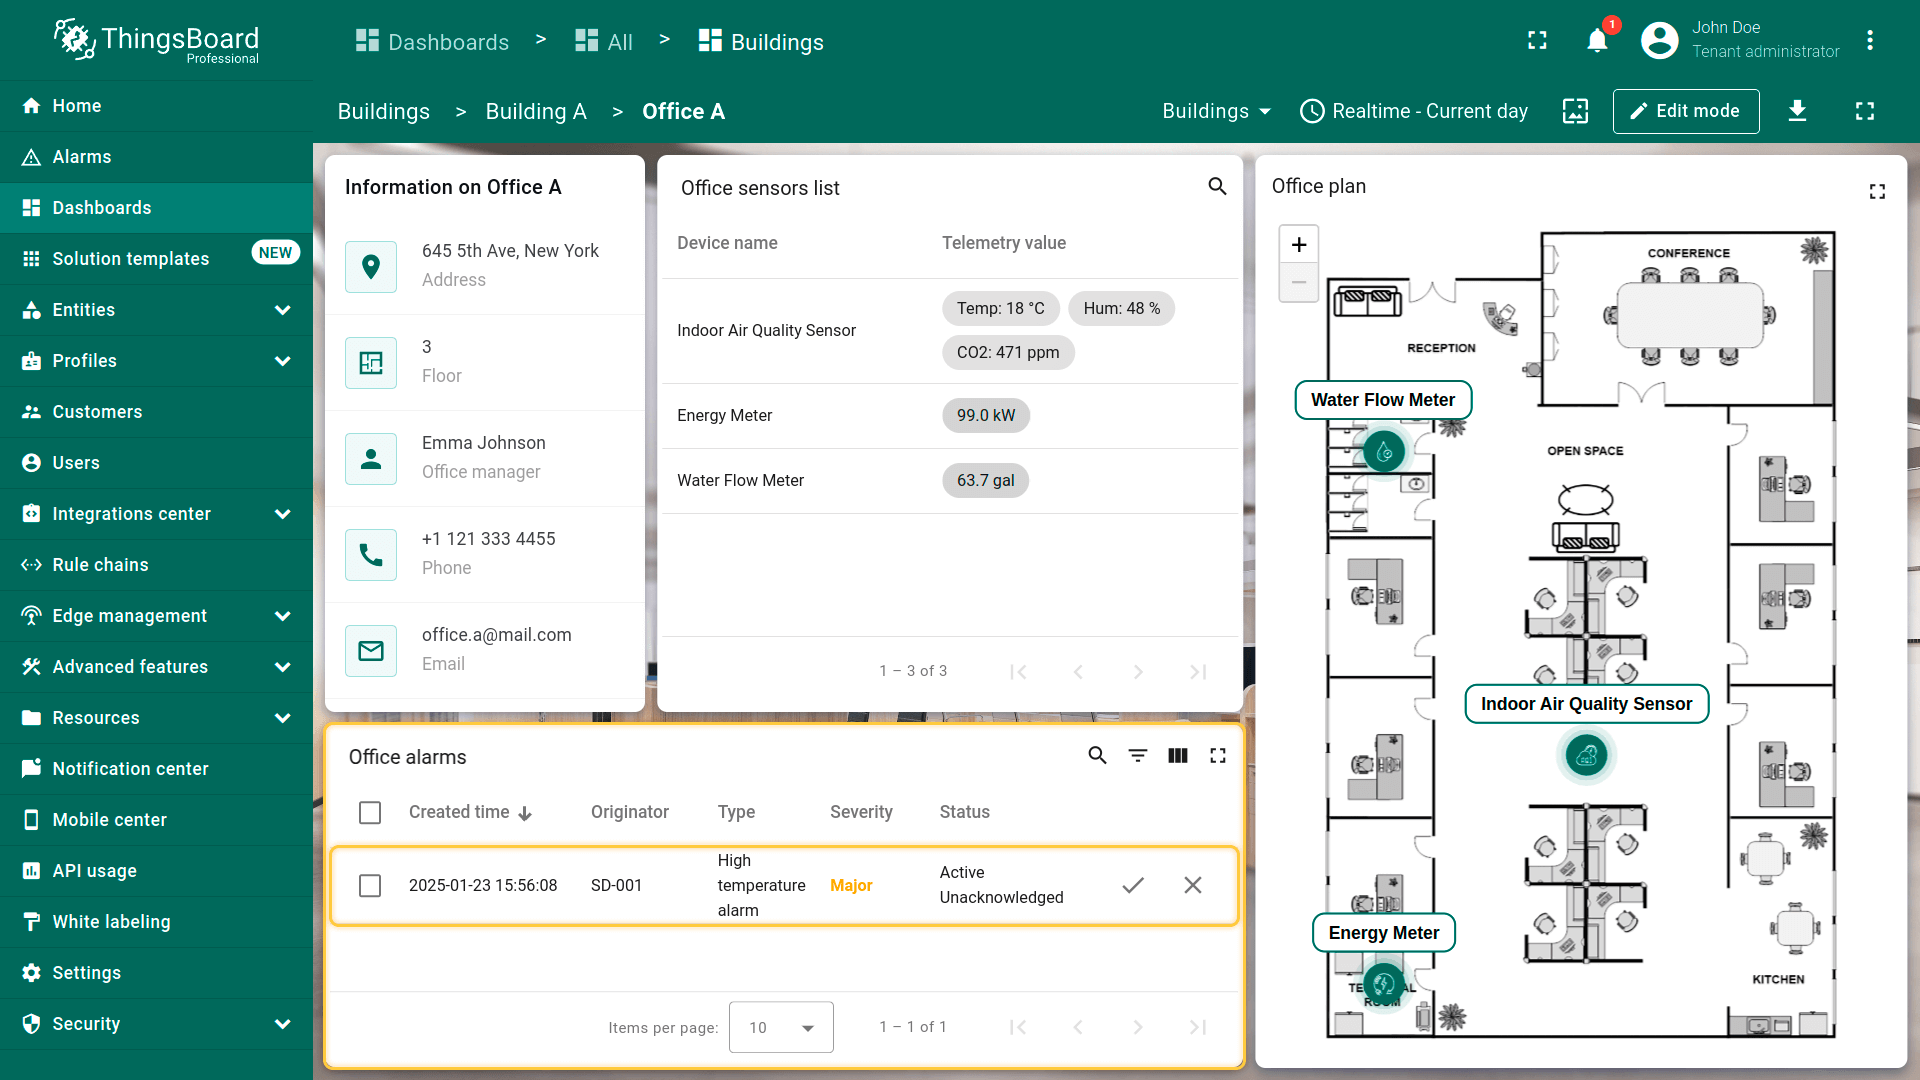 ThingsBoard
Professional
Dashboards > All > Buildings
1
John Doe
Tenant administrator
Home
Alarms
Dashboards
Solution templates NEW
Entities
Profiles
Customers
Users
Integrations center
Rule chains
Edge management
Advanced features
Resources
Notification center
Mobile center
API usage
White labeling
Settings
Security
Buildings > Building A > Office A
Buildings
Realtime - Current day
Edit mode
Information on Office A
645 5th Ave, New York
Address
3
Floor
Emma Johnson
Office manager
+1 121 333 4455
Phone
office.a@mail.com
Email
Office sensors list
Device name Telemetry value
Indoor Air Quality Sensor
Temp: 18 °C Hum: 48 %
CO2: 471 ppm
Energy Meter 99.0 kW
Water Flow Meter 63.7 gal
1 – 3 of 3
Office alarms
Created time Originator Type Severity Status
2025-01-23 15:56:08 SD-001
High
temperature
alarm
Major
Active
Unacknowledged
Items per page: 10 1 – 1 of 1
Office plan
+
−
CONFERENCE
RECEPTION
Water Flow Meter
OPEN SPACE
Indoor Air Quality Sensor
Energy Meter
KITCHEN
ROOM